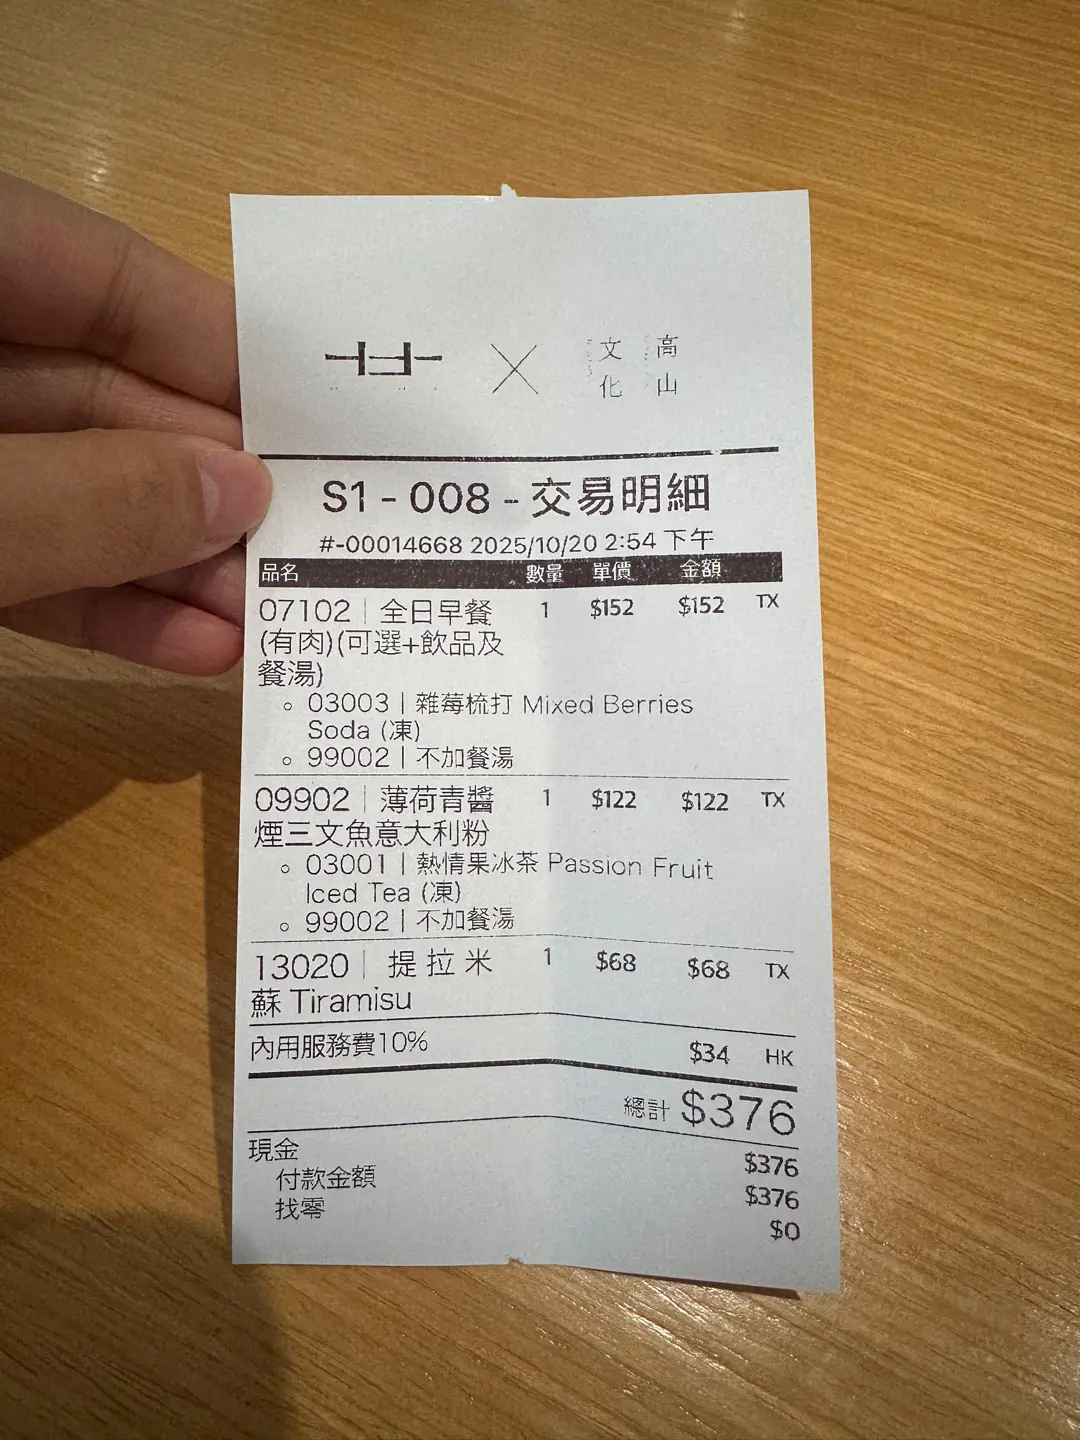 文 高
化 山
S1 - 008 - 交易明細
#-00014668 2025/10/20 2:54 下午
品名 數量 單價 金額
07102 | 全日早餐 1 $152 $152 TX
(有肉)(可選+飲品及
餐湯)
◦ 03003 | 雜莓梳打 Mixed Berries
Soda (凍)
◦ 99002 | 不加餐湯
09902 | 薄荷青醬 1 $122 $122 TX
煙三文魚意大利粉
◦ 03001 | 熱情果冰茶 Passion Fruit
Iced Tea (凍)
◦ 99002 | 不加餐湯
13020 | 提拉米 1 $68 $68 TX
蘇 Tiramisu
內用服務費10% $34 HK
總計 $376
現金 $376
付款金額 $376
找零 $0